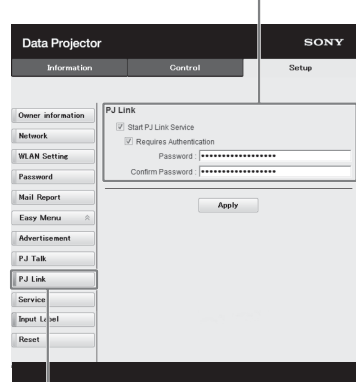 Data Projector
SONY
Information
Control
Setup
Owner information
Network
WLAN Setting
Password
Mail Report
Easy Menu
Advertisement
PJ Talk
PJ Link
Service
Input Label
Reset
PJ Link
Start PJ Link Service
Requires Authentication
Password : ••••••••••••••••••
Confirm Password : ••••••••••••••••••
Apply